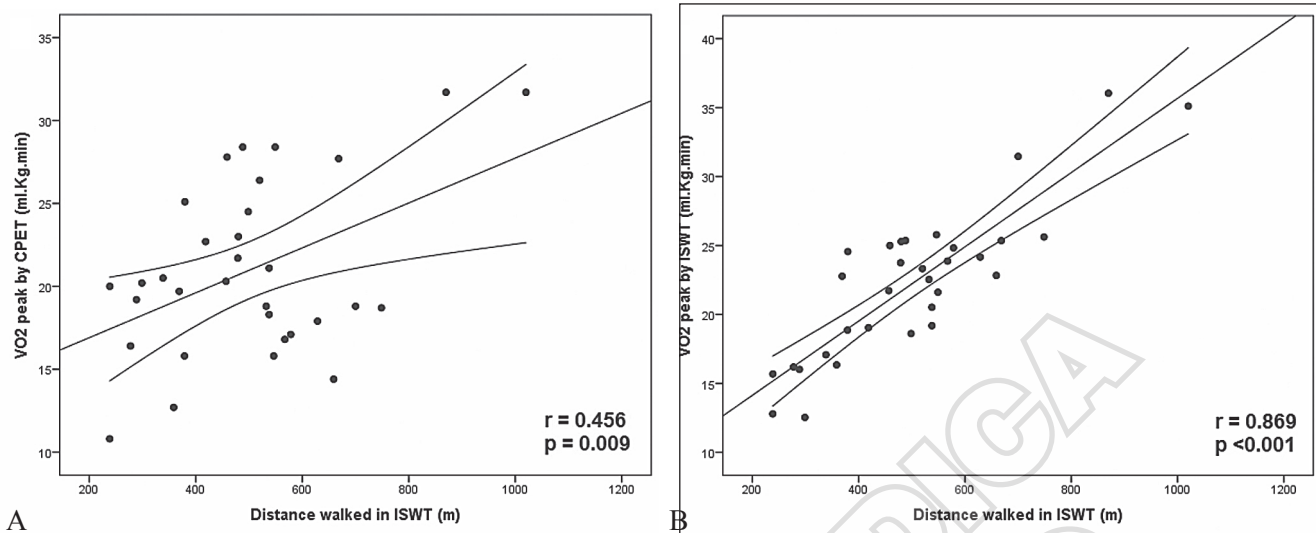 35
30
25
20
15
10
VO2 peak by CPET (ml.Kg.min)
r = 0.456
p = 0.009
200 400 600 800 1000 1200
Distance walked in ISWT (m)
A
40
35
30
25
20
15
10
VO2 peak by ISWT (ml.Kg.min)
r = 0.869
p <0.001
200 400 600 800 1000 1200
Distance walked in ISWT (m)
B
DICA